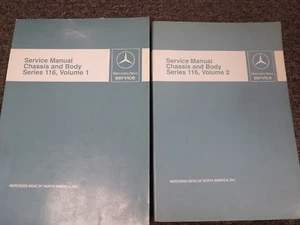 Service Manual
Chassis and Body
Series 116, Volume 1
Mercedes-Benz
service
MERCEDES-BENZ OF NORTH AMERICA, INC.
Service Manual
Chassis and Body
Series 116, Volume 2
Mercedes-Benz
service
MERCEDES-BENZ OF NORTH AMERICA, INC.